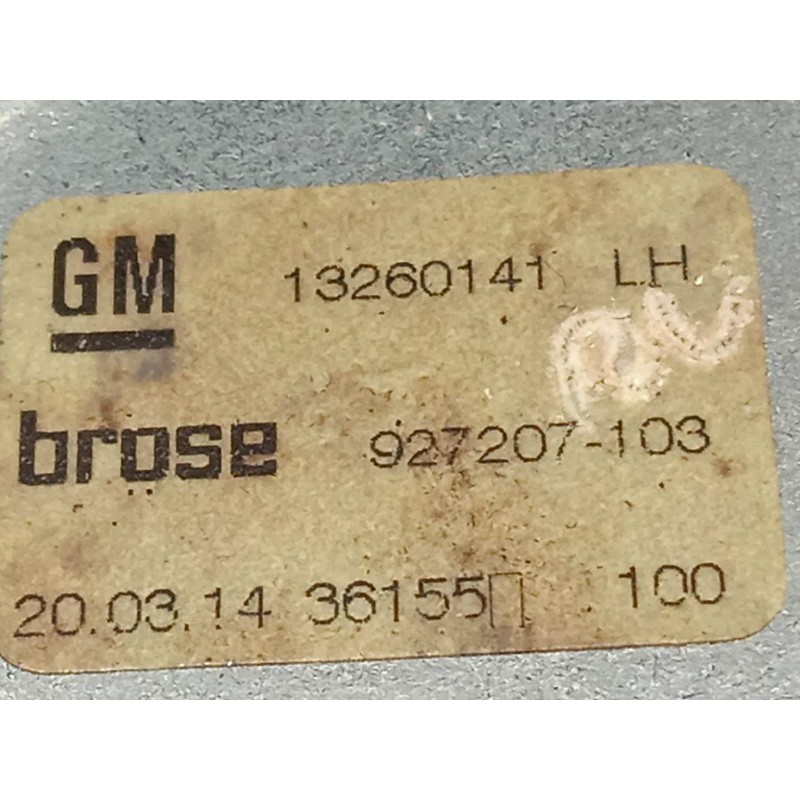 GM 13260141 LH
brose 927207-103
20.03.14 36155 100